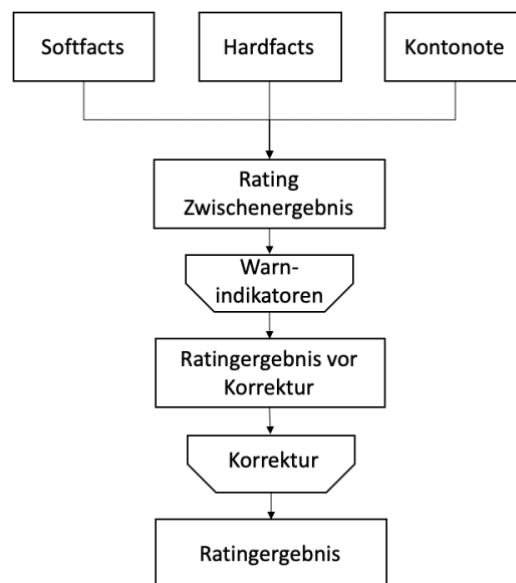 Softfacts
Hardfacts
Kontonote
Rating
Zwischenergebnis
Warn-
indikatoren
Ratingergebnis vor
Korrektur
Korrektur
Ratingergebnis